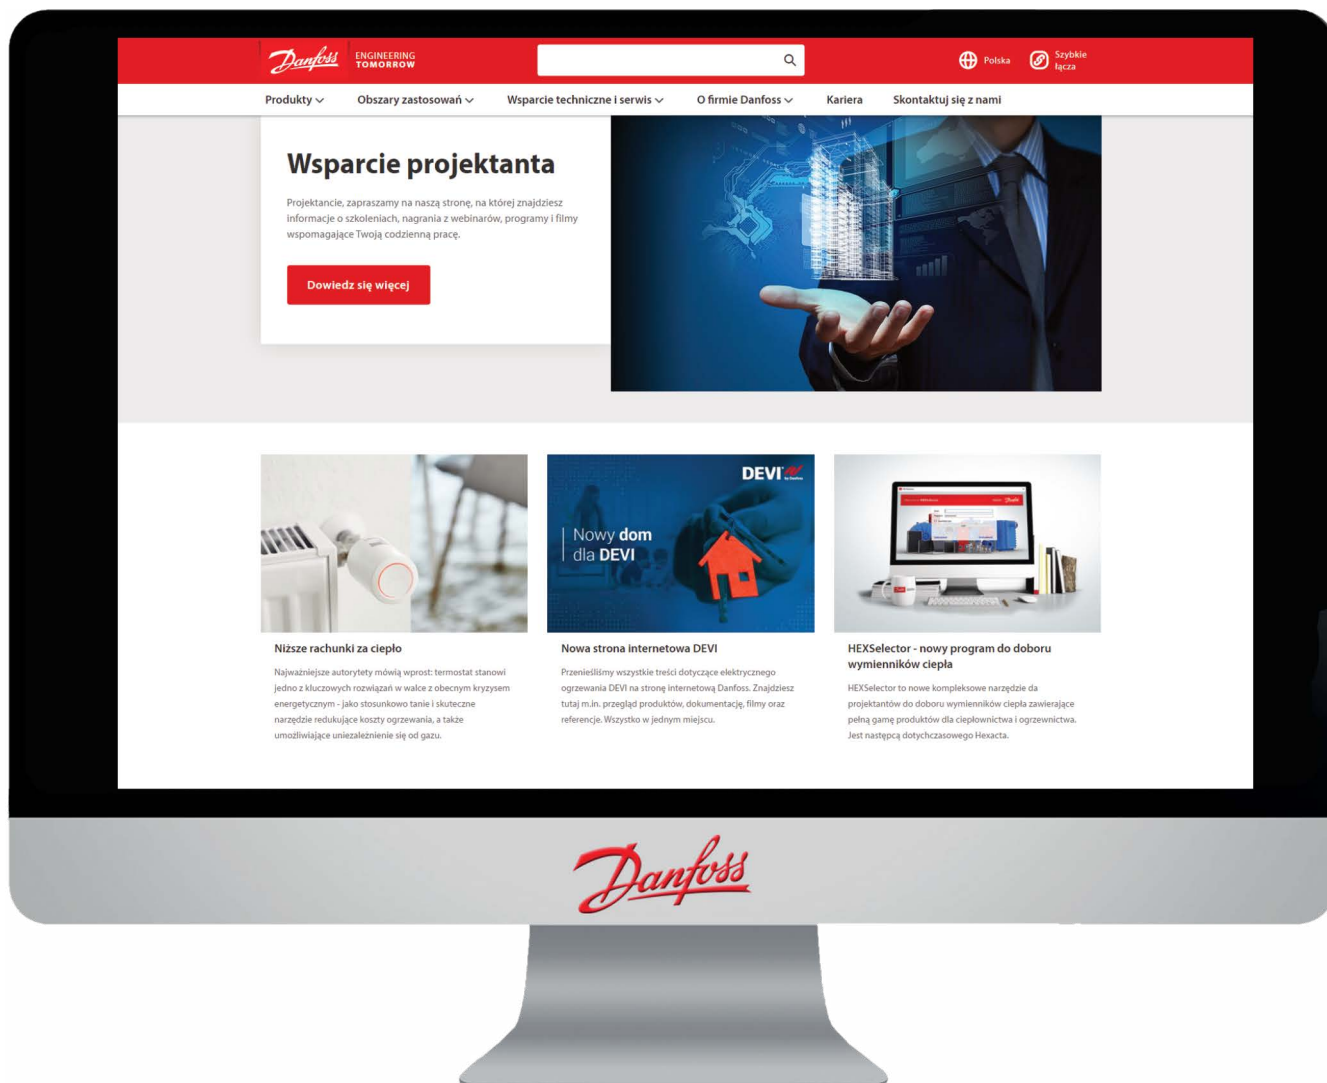 Danfoss
ENGINEERING
TOMORROW
Polska
Szybkie
łącza
Produkty
Obszary zastosowań
Wsparcie techniczne i serwis
O firmie Danfoss
Kariera
Skontaktuj się z nami
Wsparcie projektanta
Projektancie, zapraszamy na naszą stronę, na której znajdziesz
informacje o szkoleniach, nagrania z webinarów, programy i filmy
wspomagające Twoją codzienną pracę.
Dowiedz się więcej
DEVI
by Danfoss
Nowy dom
dla DEVI
Niższe rachunki za ciepło
Najważniejsze autorytety mówią wprost: termostat stanowi
jedno z kluczowych rozwiązań w walce z obecnym kryzysem
energetycznym - jako stosunkowo tanie i skuteczne
narzędzie redukujące koszty ogrzewania, a także
umożliwiające uniezależnienie się od gazu.
Nowa strona internetowa DEVI
Przenieśliśmy wszystkie treści dotyczące elektrycznego
ogrzewania DEVI na stronę internetową Danfoss. Znajdziesz
tutaj m.in. przegląd produktów, dokumentację, filmy oraz
referencje. Wszystko w jednym miejscu.
HEXSelector - nowy program do doboru
wymienników ciepła
HEXSelector to nowe kompleksowe narzędzie da
projektantów do doboru wymienników ciepła zawierające
pełną gamę produktów dla ciepłownictwa i ogrzewnictwa.
Jest następcą dotychczasowego Hexacta.
Danfoss